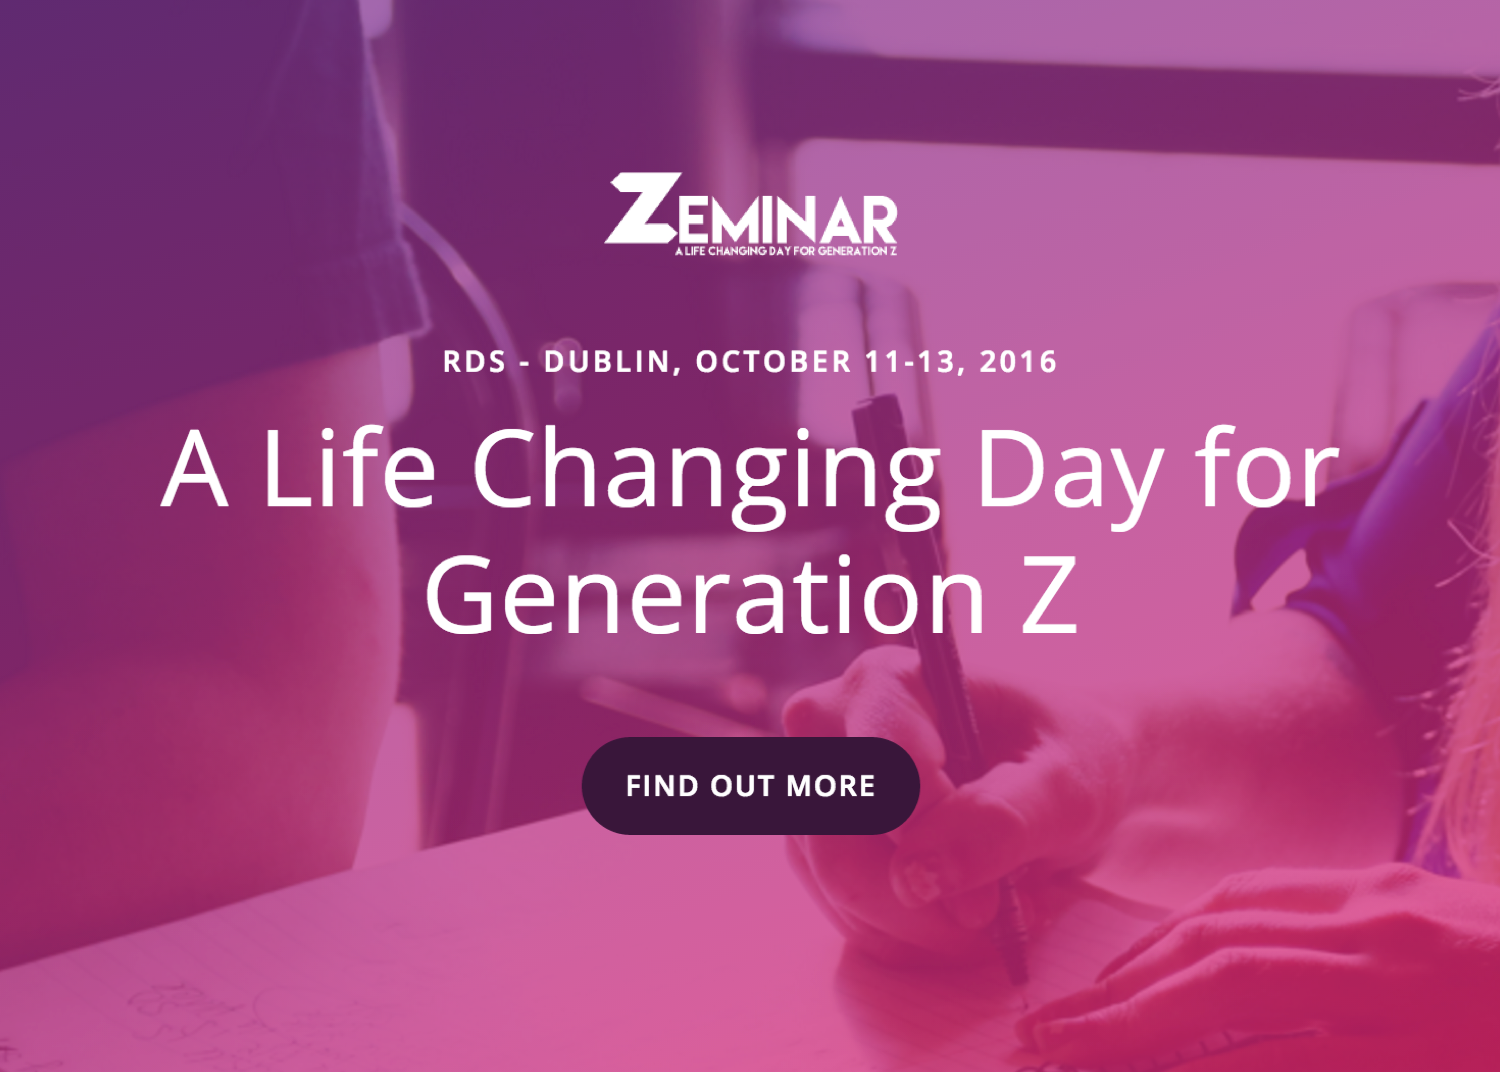 ZEMINAR
A LIFE CHANGING DAY FOR GENERATION Z
RDS - DUBLIN, OCTOBER 11-13, 2016
A Life Changing Day for
Generation Z
FIND OUT MORE